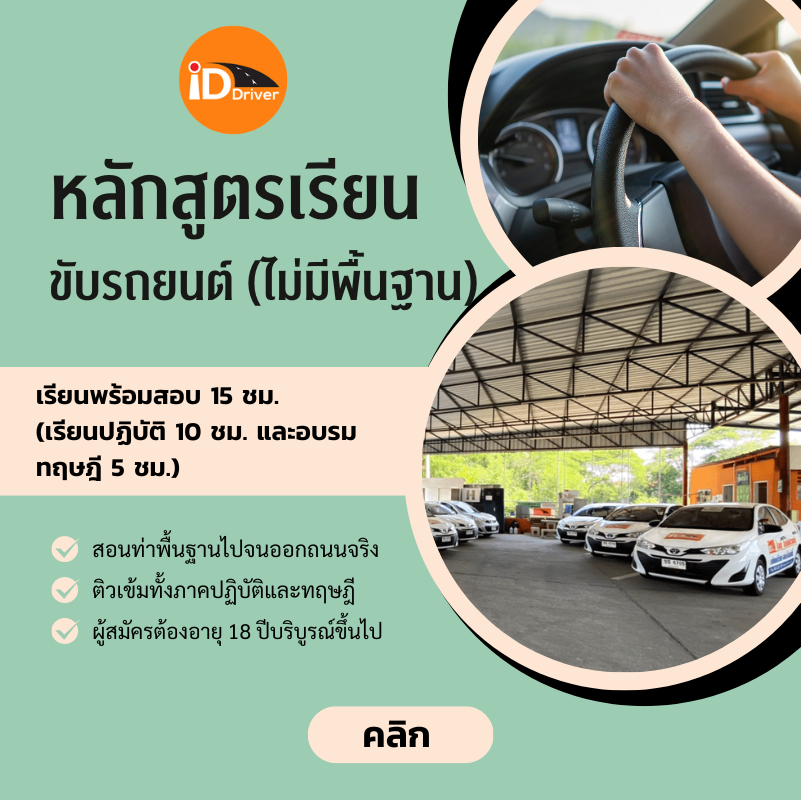 iD
Driver
หลักสูตรเรียน
ขับรถยนต์ (ไม่มีพื้นฐาน)
เรียนพร้อมสอบ 15 ชม.
(เรียนปฏิบัติ 10 ชม. และอบรม
ทฤษฎี 5 ชม.)
สอนท่าพื้นฐานไปจนออกถนนจริง
ติวเข้มทั้งภาคปฏิบัติและทฤษฎี
ผู้สมัครต้องอายุ 18 ปีบริบูรณ์ขึ้นไป
คลิก